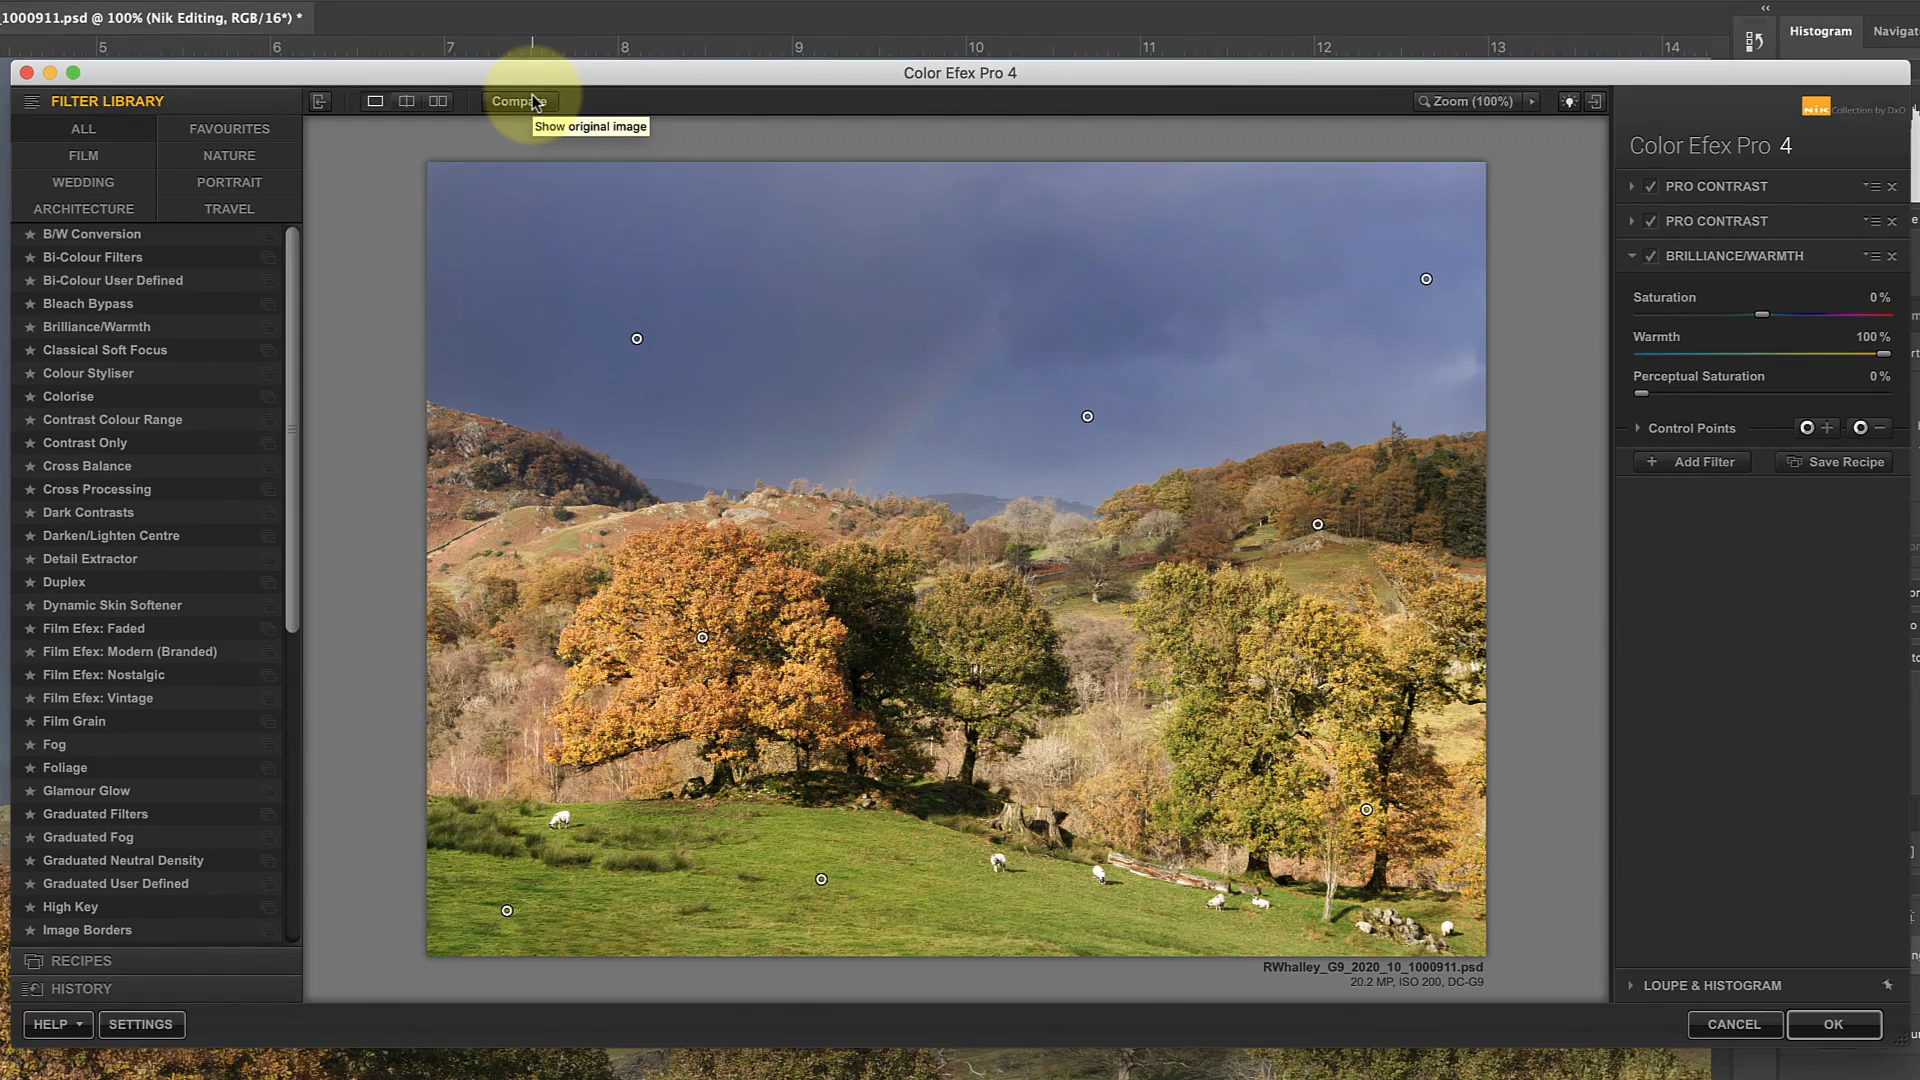 _1000911.psd @ 100% (Nik Editing, RGB/16*) *
Histogram
Navigat
5 6 7 8 9 10 11 12 13 14
Color Efex Pro 4
FILTER LIBRARY
Compare
Show original image
Zoom (100%)
Nik Collection by DxO
Color Efex Pro 4
ALL
FAVOURITES
FILM
NATURE
WEDDING
PORTRAIT
ARCHITECTURE
TRAVEL
B/W Conversion
Bi-Colour Filters
Bi-Colour User Defined
Bleach Bypass
Brilliance/Warmth
Classical Soft Focus
Colour Styliser
Colorise
Contrast Colour Range
Contrast Only
Cross Balance
Cross Processing
Dark Contrasts
Darken/Lighten Centre
Detail Extractor
Duplex
Dynamic Skin Softener
Film Efex: Faded
Film Efex: Modern (Branded)
Film Efex: Nostalgic
Film Efex: Vintage
Film Grain
Fog
Foliage
Glamour Glow
Graduated Filters
Graduated Fog
Graduated Neutral Density
Graduated User Defined
High Key
Image Borders
RECIPES
HISTORY
HELP
SETTINGS
PRO CONTRAST
PRO CONTRAST
BRILLIANCE/WARMTH
Saturation 0 %
Warmth 100 %
Perceptual Saturation 0 %
Control Points
Add Filter
Save Recipe
RWhalley_G9_2020_10_1000911.psd
20.2 MP, ISO 200, DC-G9
LOUPE & HISTOGRAM
CANCEL
OK